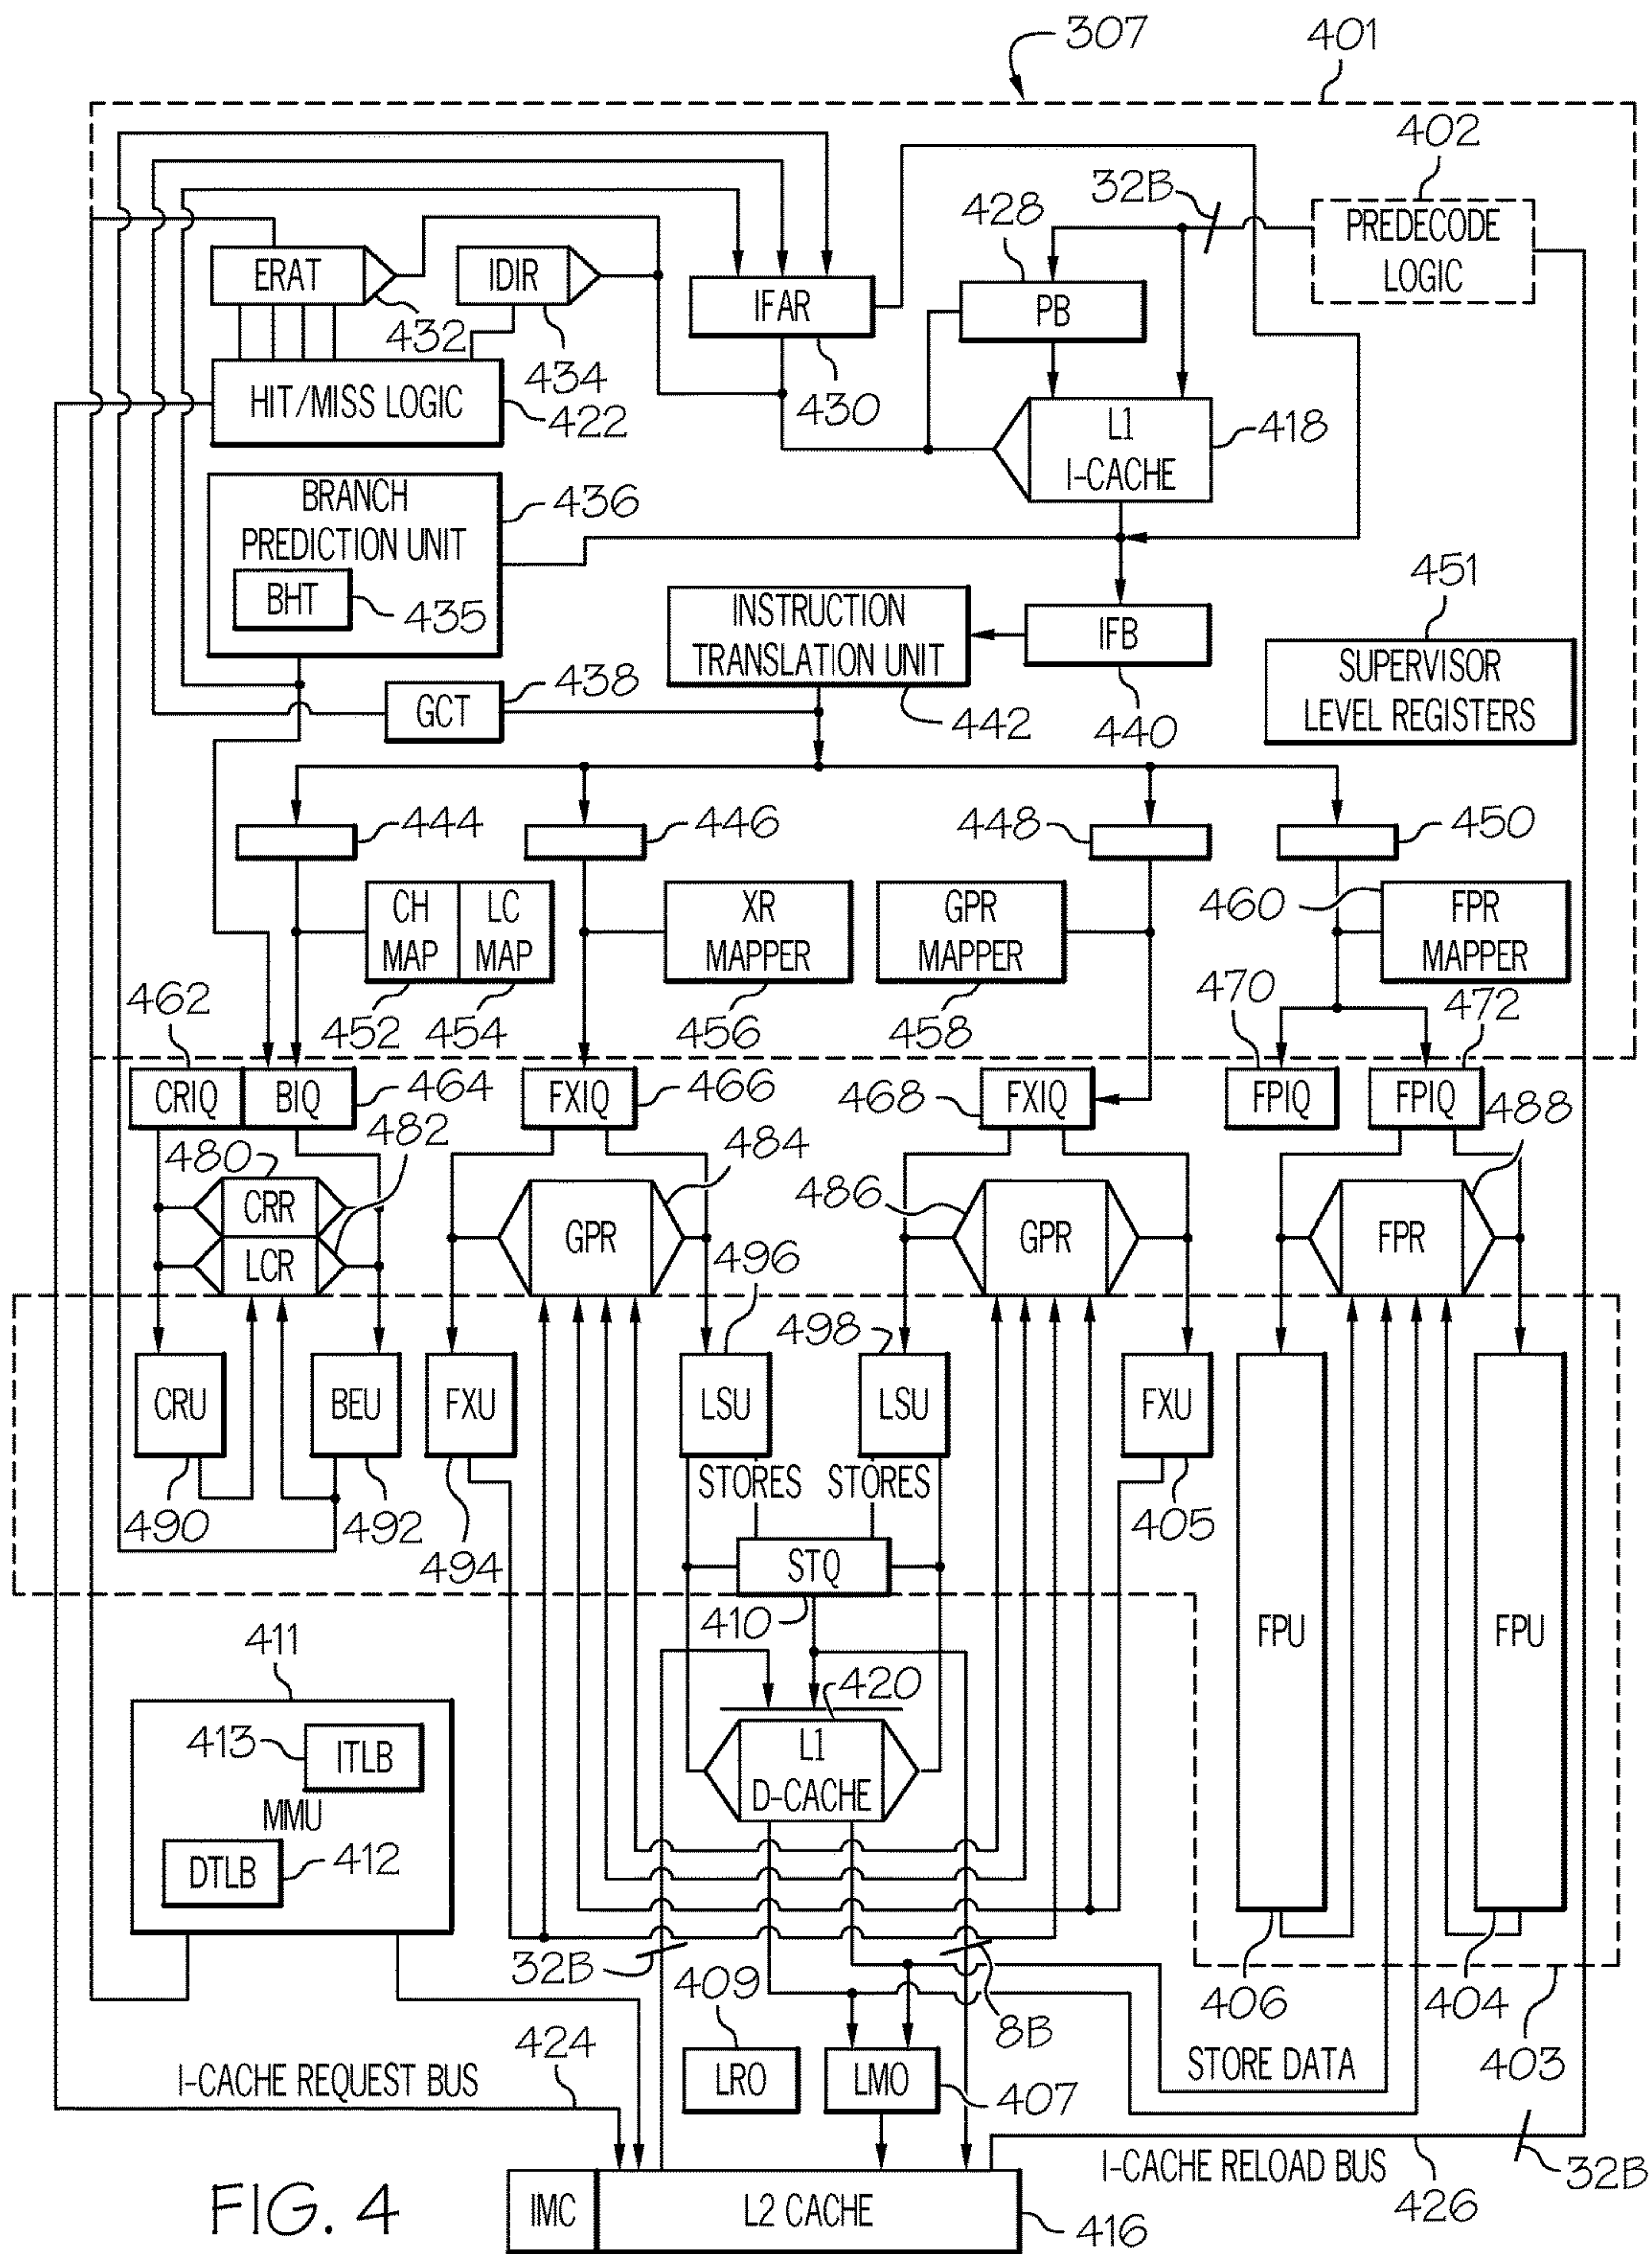 307
401
402
32B
428
PREDECODE
LOGIC
ERAT
IDIR
IFAR
PB
432
434
430
HIT/MISS LOGIC
422
L1
I-CACHE
418
BRANCH
PREDICTION UNIT
436
BHT
435
INSTRUCTION
TRANSLATION UNIT
IFB
451
SUPERVISOR
LEVEL REGISTERS
GCT
438
442
440
444
446
448
450
CH
MAP
LC
MAP
XR
MAPPER
GPR
MAPPER
460
FPR
MAPPER
462
452
454
456
458
470
472
CRIQ
BIQ
464
FXIQ
466
468
FXIQ
FPIQ
FPIQ
488
480
482
484
486
CRR
LCR
GPR
GPR
FPR
496
498
CRU
BEU
FXU
LSU
LSU
FXU
STORES
STORES
490
492
494
405
STQ
410
FPU
FPU
411
420
413
ITLB
L1
D-CACHE
MMU
DTLB
412
32B
409
8B
406
404
424
I-CACHE REQUEST BUS
LRO
LMO
407
STORE DATA
403
I-CACHE RELOAD BUS
32B
426
FIG. 4
IMC
L2 CACHE
416